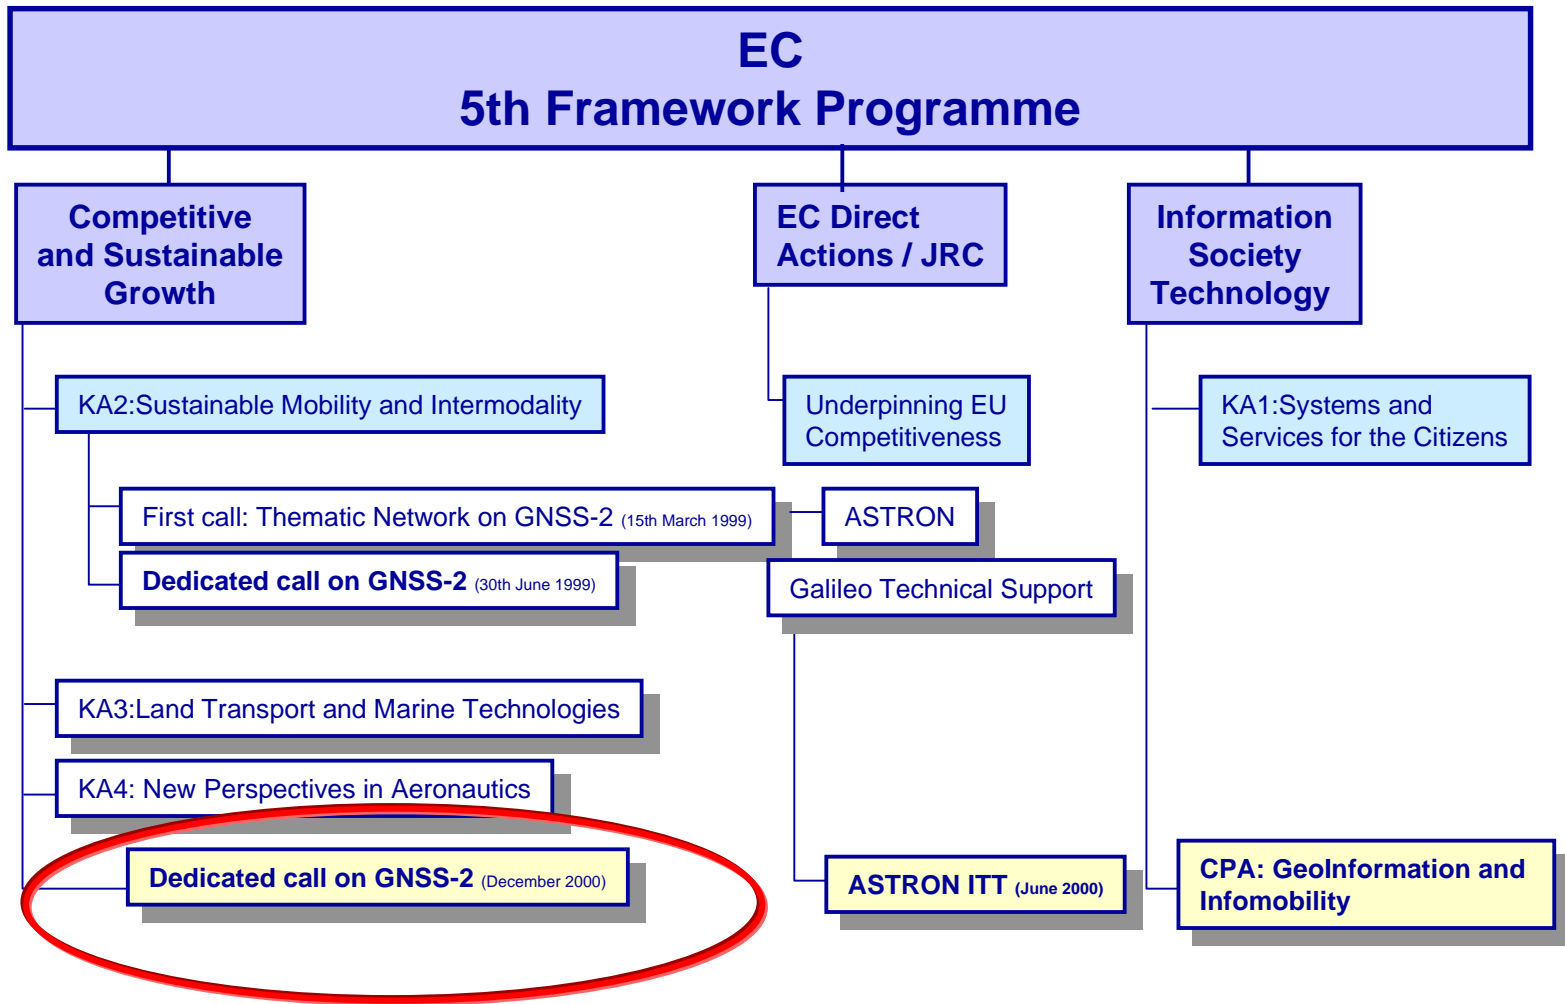 EC
5th Framework Programme
Competitive
and Sustainable
Growth
EC Direct
Actions / JRC
Information
Society
Technology
KA2:Sustainable Mobility and Intermodality
Underpinning EU
Competitiveness
KA1:Systems and
Services for the Citizens
First call: Thematic Network on GNSS-2 (15th March 1999)
ASTRON
Dedicated call on GNSS-2 (30th June 1999)
Galileo Technical Support
KA3:Land Transport and Marine Technologies
KA4: New Perspectives in Aeronautics
Dedicated call on GNSS-2 (December 2000)
ASTRON ITT (June 2000)
CPA: GeoInformation and
Infomobility